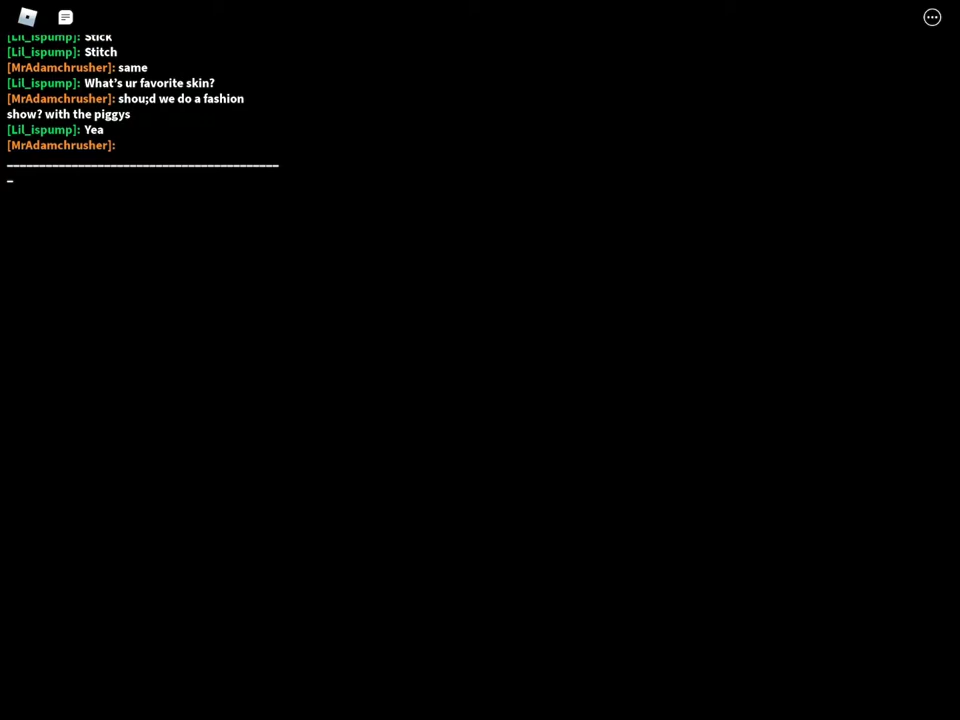 [Lil_ispump]: Stick
[Lil_ispump]: Stitch
[MrAdamchrusher]: same
[Lil_ispump]: What's ur favorite skin?
[MrAdamchrusher]: shou;d we do a fashion
show? with the piggys
[Lil_ispump]: Yea
[MrAdamchrusher]:
__________________________________________
_